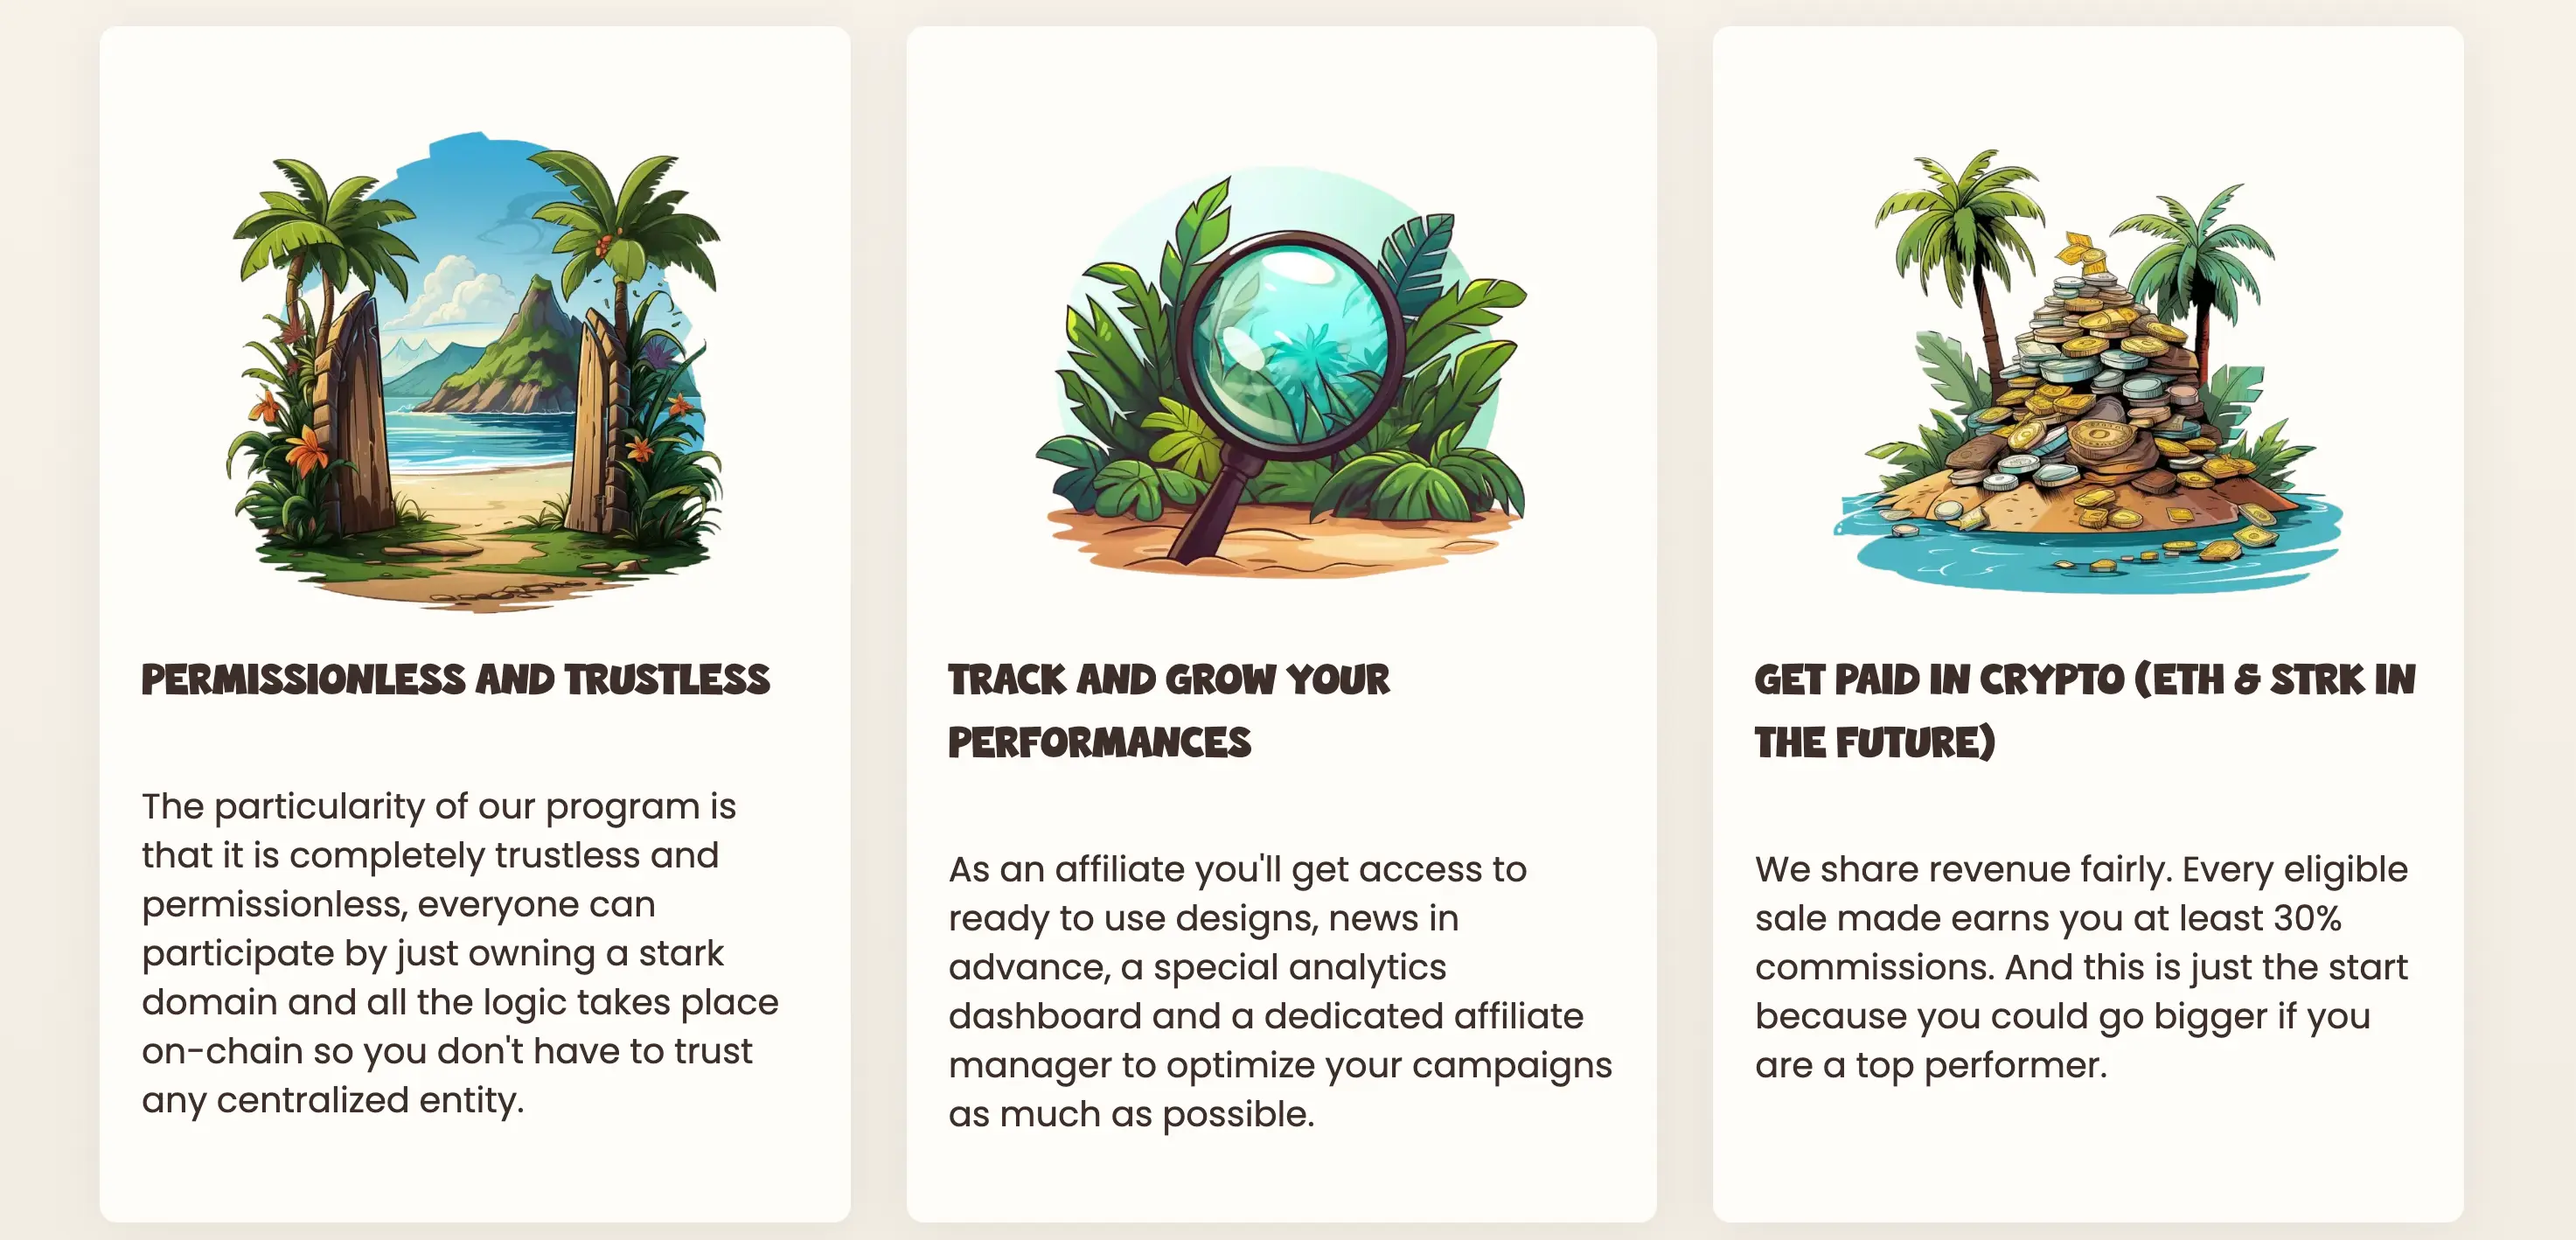 PERMISSIONLESS AND TRUSTLESS
The particularity of our program is
that it is completely trustless and
permissionless, everyone can
participate by just owning a stark
domain and all the logic takes place
on-chain so you don't have to trust
any centralized entity.
TRACK AND GROW YOUR
PERFORMANCES
As an affiliate you'll get access to
ready to use designs, news in
advance, a special analytics
dashboard and a dedicated affiliate
manager to optimize your campaigns
as much as possible.
GET PAID IN CRYPTO (ETH & STRK IN
THE FUTURE)
We share revenue fairly. Every eligible
sale made earns you at least 30%
commissions. And this is just the start
because you could go bigger if you
are a top performer.